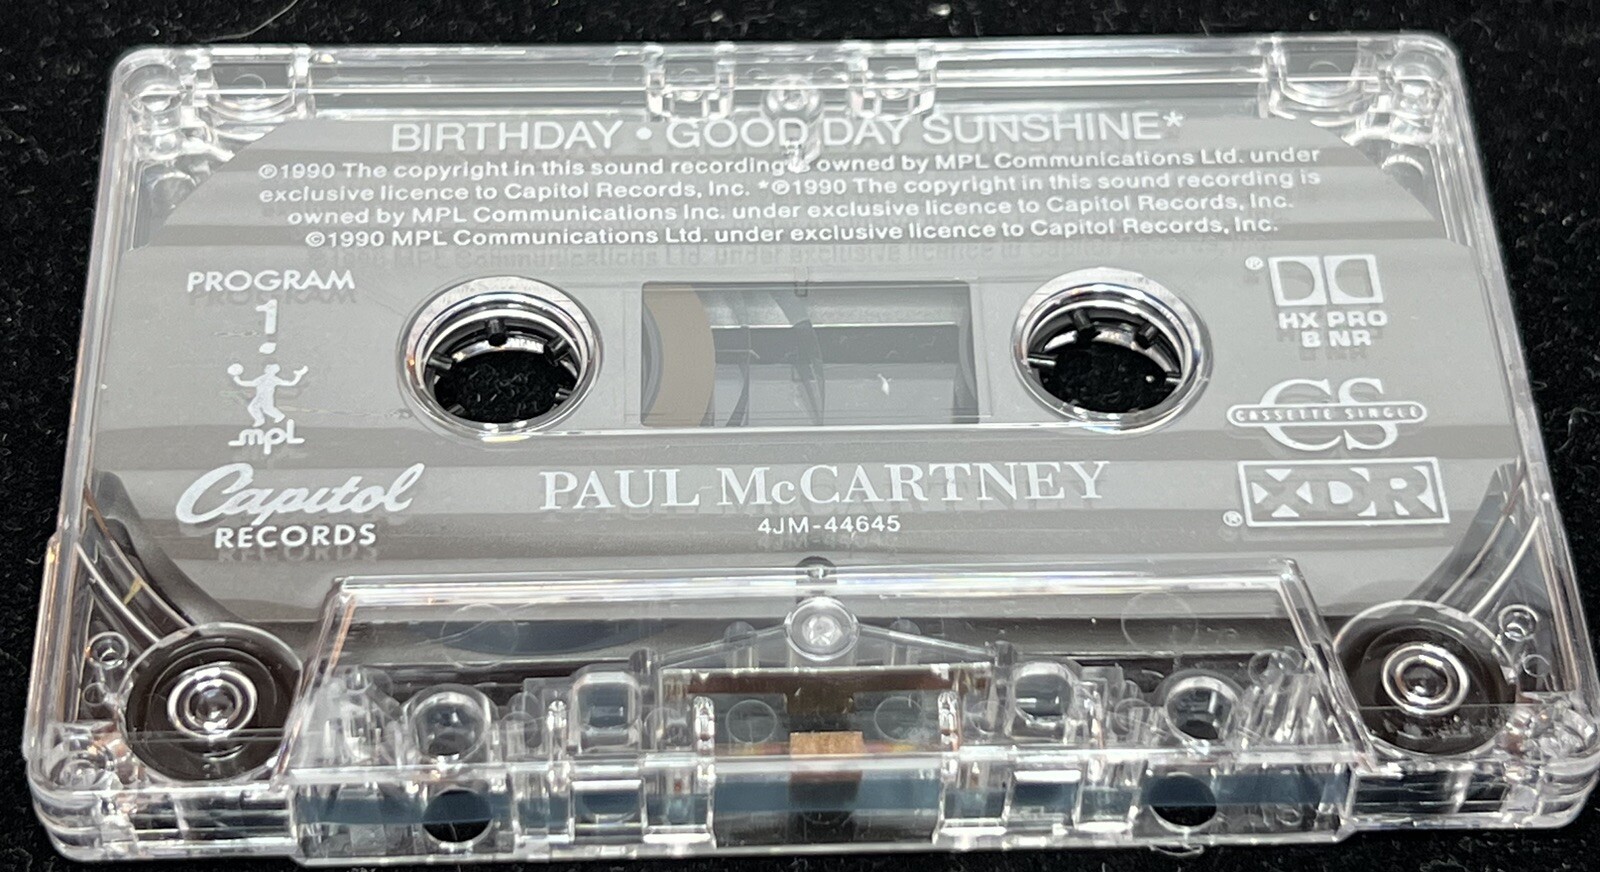 BIRTHDAY • GOOD DAY SUNSHINE*
℗1990 The copyright in this sound recording is owned by MPL Communications Ltd. under
exclusive licence to Capitol Records, Inc. *℗1990 The copyright in this sound recording is
owned by MPL Communications Inc. under exclusive licence to Capitol Records, Inc.
©1990 MPL Communications Ltd. under exclusive licence to Capitol Records, Inc.
PROGRAM
1
mpL
Capitol
RECORDS
PAUL McCARTNEY
4JM-44645
®
HX PRO
B NR
CS
CASSETTE SINGLE
XDR
®